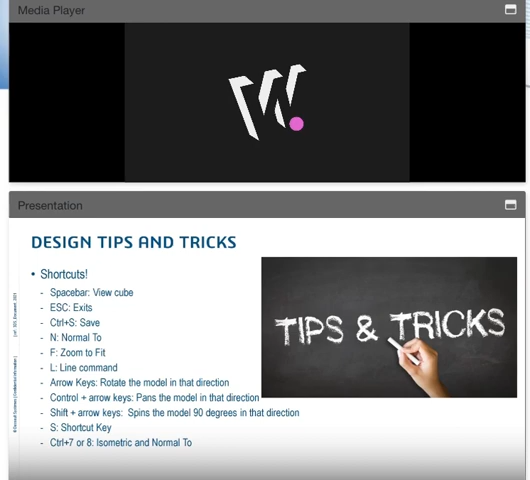 Media Player
Presentation
DESIGN TIPS AND TRICKS
• Shortcuts!
- Spacebar: View cube
- ESC: Exits
- Ctrl+S: Save
- N: Normal To
- F: Zoom to Fit
- L: Line command
- Arrow Keys: Rotate the model in that direction
- Control + arrow keys: Pans the model in that direction
- Shift + arrow keys: Spins the model 90 degrees in that direction
- S: Shortcut Key
- Ctrl+7 or 8: Isometric and Normal To
TIPS & TRICKS